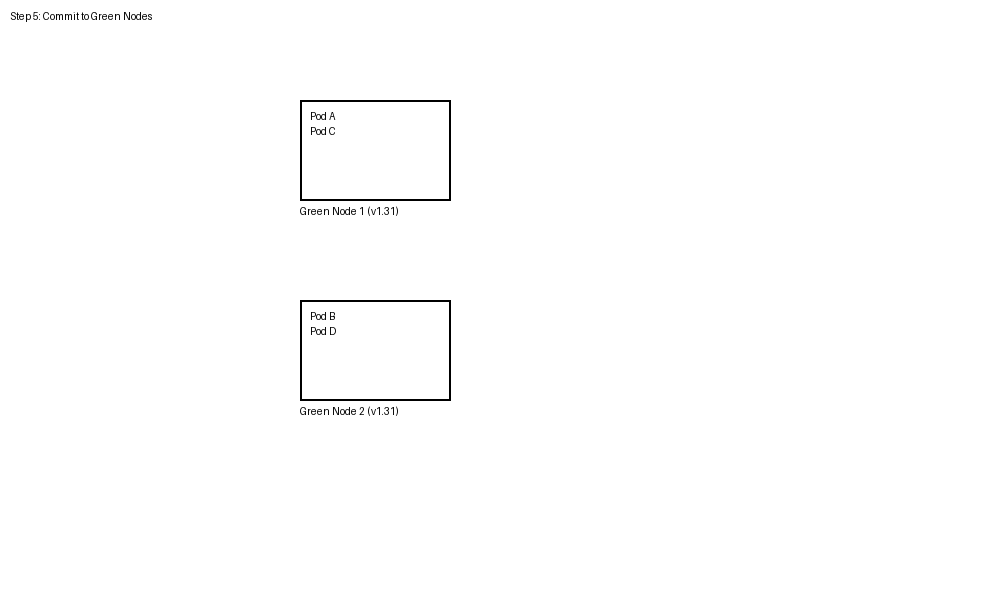 Step 5: Commit to Green Nodes
Pod A
Pod C
Green Node 1 (v1.31)
Pod B
Pod D
Green Node 2 (v1.31)